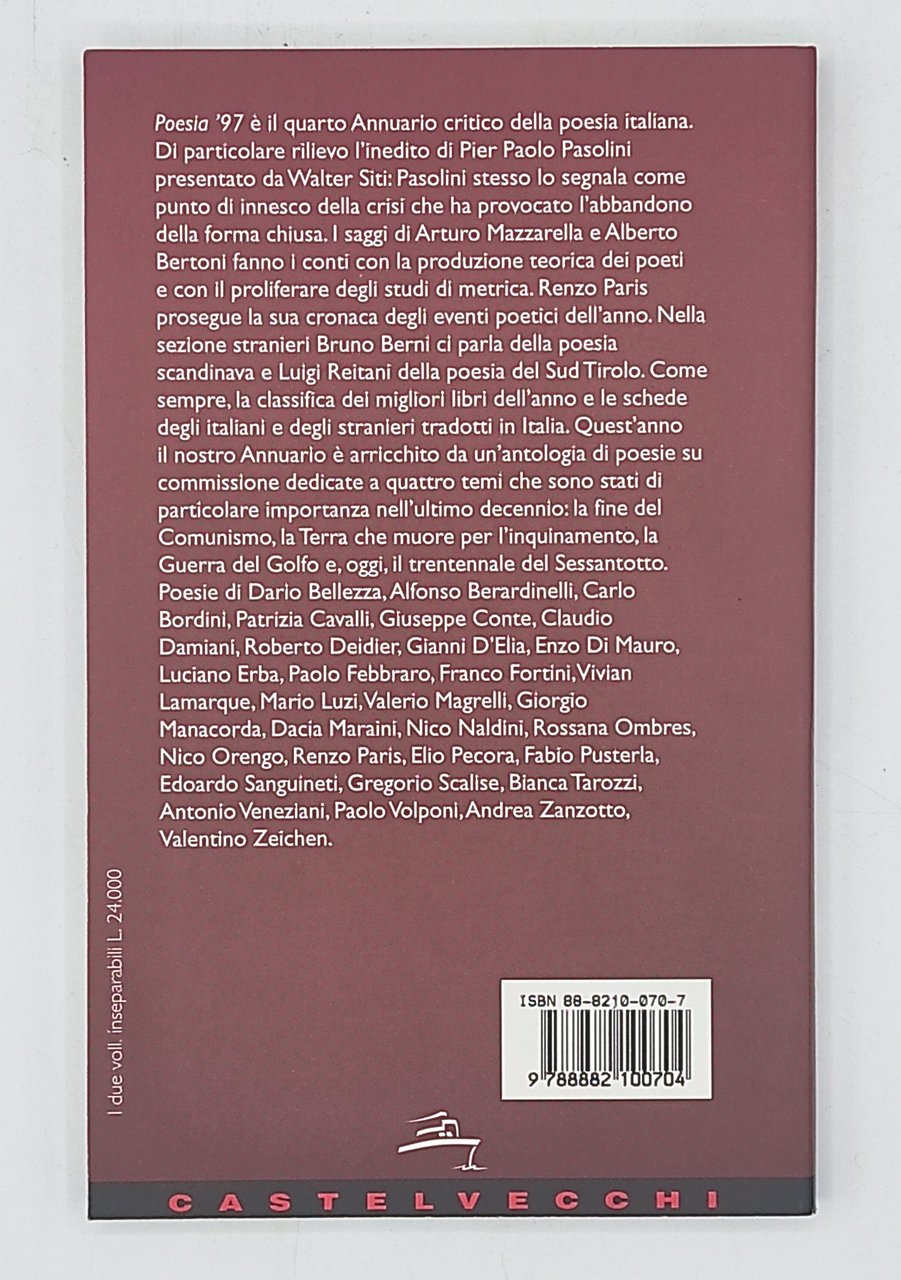 Poesia '97 è il quarto Annuario critico della poesia italiana.
Di particolare rilievo l'inedito di Pier Paolo Pasolini
presentato da Walter Siti: Pasolini stesso lo segnala come
punto di innesco della crisi che ha provocato l'abbandono
della forma chiusa. I saggi di Arturo Mazzarella e Alberto
Bertoni fanno i conti con la produzione teorica dei poeti
e con il proliferare degli studi di metrica. Renzo Paris
prosegue la sua cronaca degli eventi poetici dell'anno. Nella
sezione stranieri Bruno Berni ci parla della poesia
scandinava e Luigi Reitani della poesia del Sud Tirolo. Come
sempre, la classifica dei migliori libri dell'anno e le schede
degli italiani e degli stranieri tradotti in Italia. Quest'anno
il nostro Annuario è arricchito da un'antologia di poesie su
commissione dedicate a quattro temi che sono stati di
particolare importanza nell'ultimo decennio: la fine del
Comunismo, la Terra che muore per l'inquinamento, la
Guerra del Golfo e, oggi, il trentennale del Sessantotto.
Poesie di Dario Bellezza, Alfonso Berardinelli, Carlo
Bordini, Patrizia Cavalli, Giuseppe Conte, Claudio
Damiani, Roberto Deidier, Gianni D'Elia, Enzo Di Mauro,
Luciano Erba, Paolo Febbraro, Franco Fortini, Vivian
Lamarque, Mario Luzi, Valerio Magrelli, Giorgio
Manacorda, Dacia Maraini, Nico Naldini, Rossana Ombres,
Nico Orengo, Renzo Paris, Elio Pecora, Fabio Pusterla,
Edoardo Sanguineti, Gregorio Scalise, Bianca Tarozzi,
Antonio Veneziani, Paolo Volponi, Andrea Zanzotto,
Valentino Zeichen.
I due voll. inseparabili L. 24.000
ISBN 88-8210-070-7
9 788882 100704
CASTELVECCHI